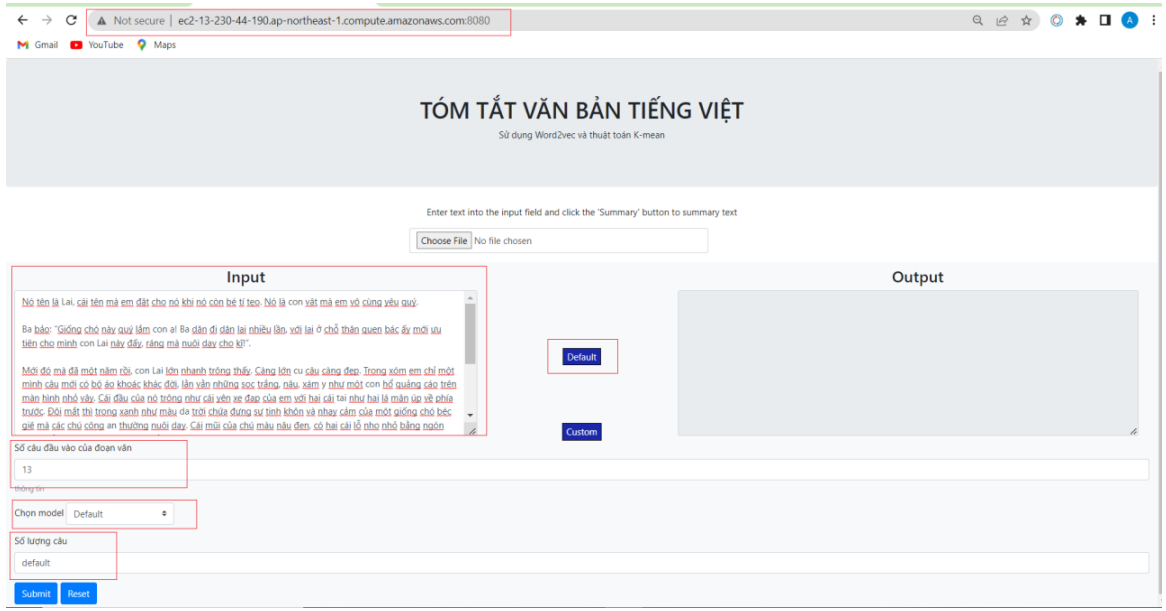 Not secure | ec2-13-230-44-190.ap-northeast-1.compute.amazonaws.com:8080
A
Gmail YouTube Maps
TÓM TẮT VĂN BẢN TIẾNG VIỆT
Sử dụng Word2vec và thuật toán K-mean
Enter text into the input field and click the 'Summary' button to summary text
Choose File No file chosen
Input
Nó tên là Lai, cái tên mà em đặt cho nó khi nó còn bé tí teo. Nó là con vật mà em vô cùng yêu quý.
Ba bảo: "Giống chó này quý lắm con ạ! Ba dặn đi dặn lại nhiều lần, với lại ở chỗ thân quen bác ấy mới ưu
tiên cho mình con Lai này đấy, ráng mà nuôi dạy cho kĩ!".
Mới đó mà đã một năm rồi, con Lai lớn nhanh trông thấy. Càng lớn cu cậu càng đẹp. Trong xóm em chỉ một
mình cậu mới có bộ áo khoác khác đời, lằn vằn những sọc trắng, nâu, xám y như một con hổ quảng cáo trên
màn hình nhỏ vậy. Cái đầu của nó trông như cái yên xe đạp của em với hai cái tai như hai lá mặn úp về phía
trước. Đôi mắt thì trong xanh như màu da trời chứa đựng sự tinh khôn và nhạy cảm của một giống chó béc
giê mà các chú công an thường nuôi dạy. Cái mũi của chú màu nâu đen, có hai cái lỗ nho nhỏ bằng ngón
Default
Custom
Output
Số câu đầu vào của đoạn văn
13
thông tin
Chọn model Default
Số lượng câu
default
Submit Reset